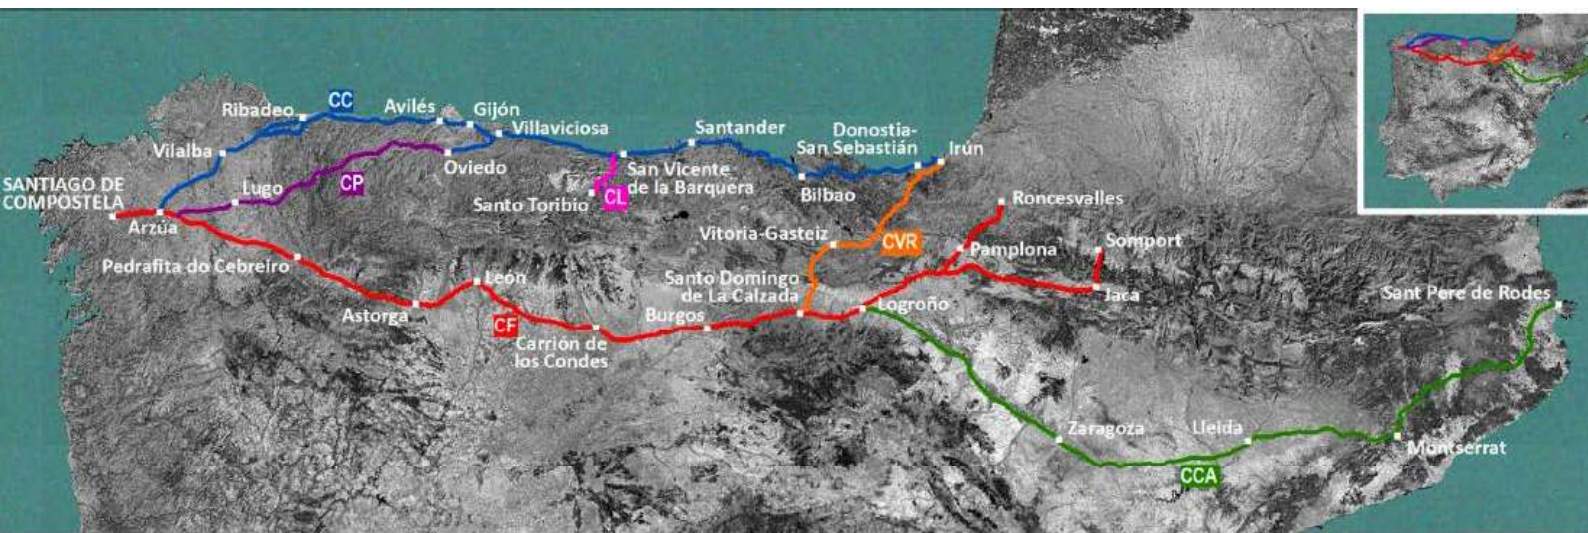 CC
Ribadeo
Avilés
Gijón
Villaviciosa
Santander
Donostia-
San Sebastián
Irún
Vilalba
Oviedo
San Vicente
de la Barquera
Bilbao
SANTIAGO DE
COMPOSTELA
Lugo
CP
CL
Santo Toribio
Roncesvalles
Arzúa
Vitoria-Gasteiz
CVR
Pamplona
Somport
Pedrafita do Cebreiro
León
Santo Domingo
de La Calzada
Jaca
Sant Pere de Rodes
Astorga
CF
Burgos
Logroño
Carrión de
los Condes
Zaragoza
Lleida
Montserrat
CCA